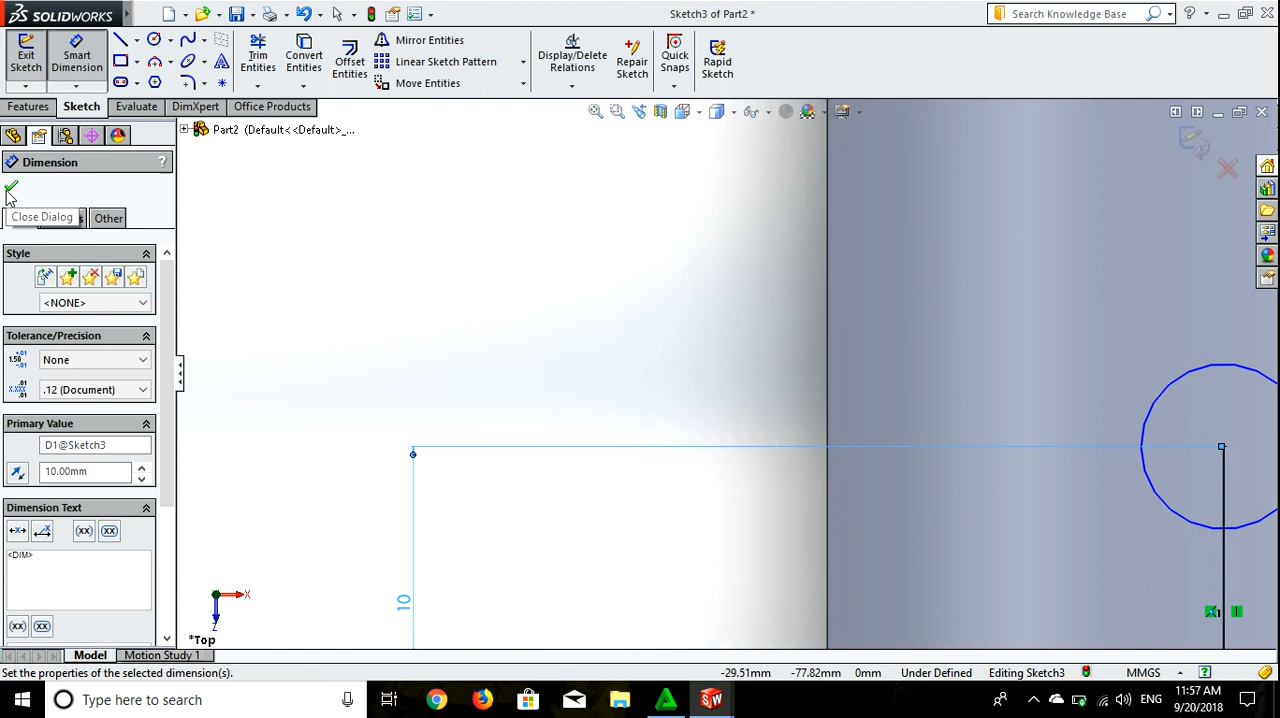 SOLIDWORKS
Sketch3 of Part2 *
Search Knowledge Base
Exit Sketch
Smart Dimension
Trim Entities
Convert Entities
Offset Entities
Mirror Entities
Linear Sketch Pattern
Move Entities
Display/Delete Relations
Repair Sketch
Quick Snaps
Rapid Sketch
Features
Sketch
Evaluate
DimXpert
Office Products
Part2 (Default<<Default>_...
Dimension
?
Close Dialog
Other
Style
<NONE>
Tolerance/Precision
None
.12 (Document)
Primary Value
D1@Sketch3
10.00mm
Dimension Text
(xx)
(xx)
<DIM>
(xx)
(xx)
10
X
Z
*Top
Model
Motion Study 1
Set the properties of the selected dimension(s).
-29.51mm
-77.82mm
0mm
Under Defined
Editing Sketch3
MMGS
?
Type here to search
SW
ENG
11:57 AM
9/20/2018